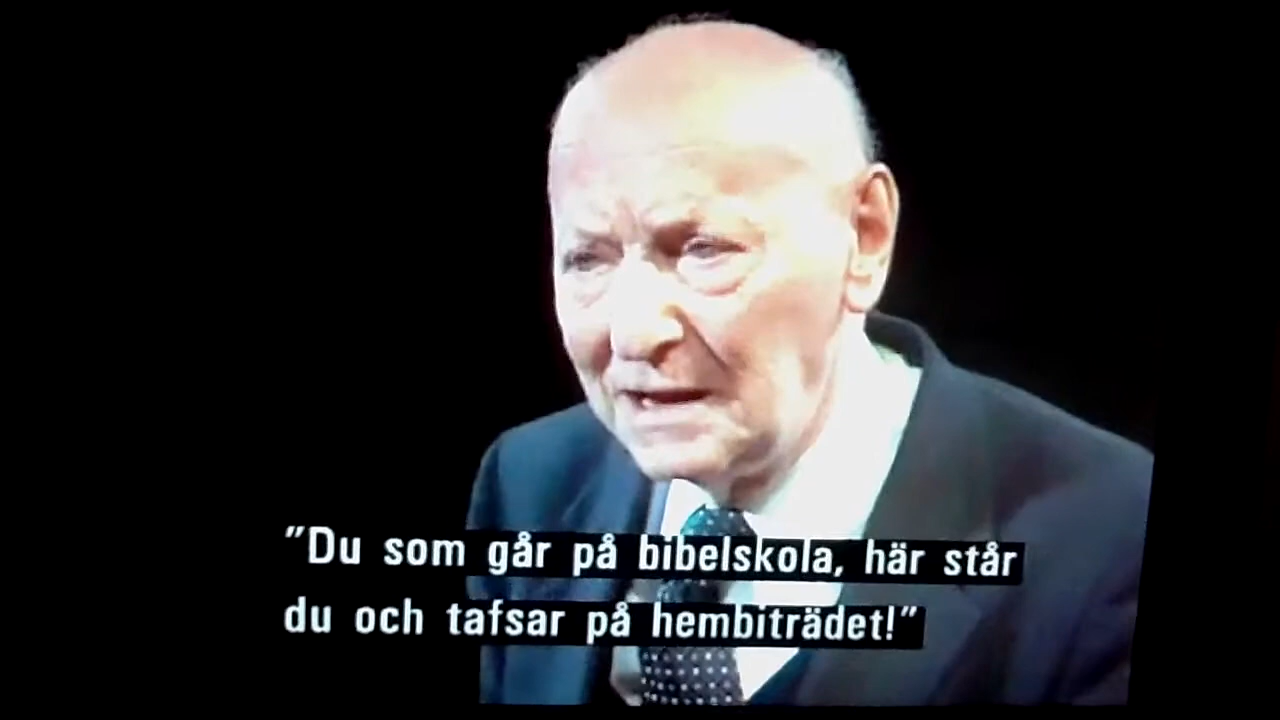 ”Du som går på bibelskola, här står
du och tafsar på hembiträdet!”